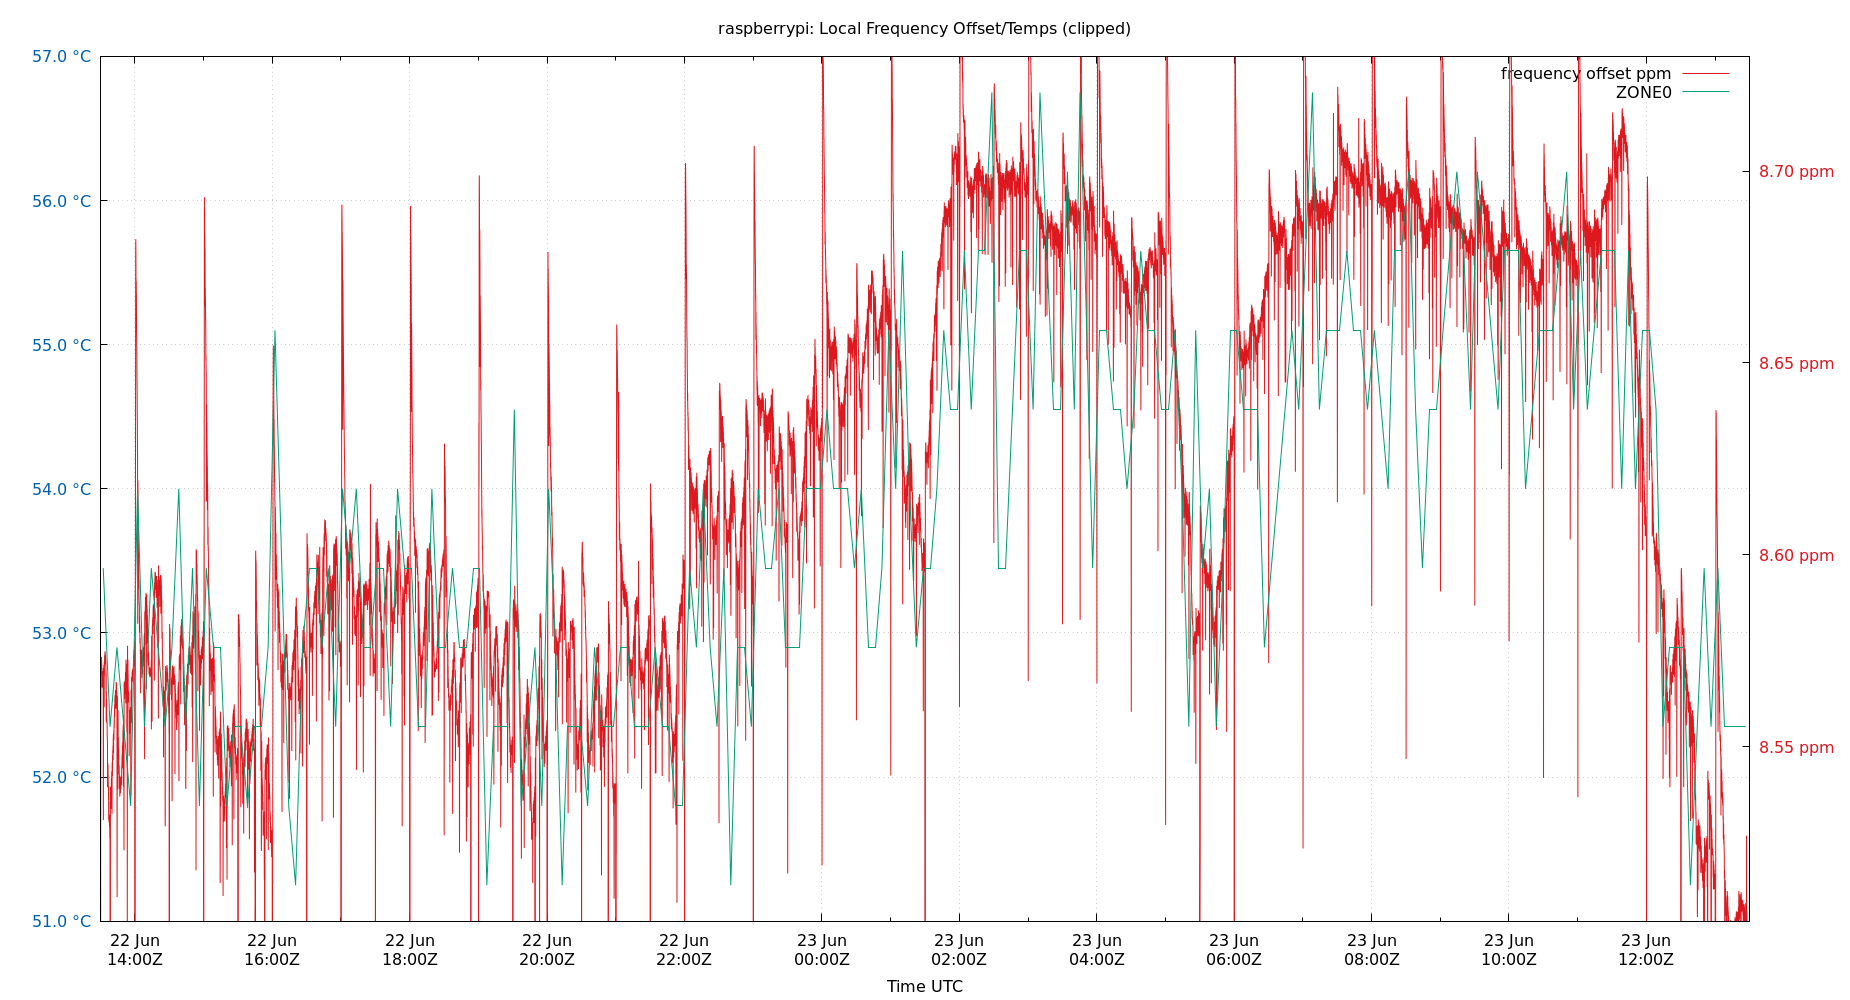 raspberrypi: Local Frequency Offset/Temps (clipped)
frequency offset ppm
ZONE0
57.0 °C
56.0 °C
55.0 °C
54.0 °C
53.0 °C
52.0 °C
51.0 °C
8.70 ppm
8.65 ppm
8.60 ppm
8.55 ppm
22 Jun
14:00Z
22 Jun
16:00Z
22 Jun
18:00Z
22 Jun
20:00Z
22 Jun
22:00Z
23 Jun
00:00Z
23 Jun
02:00Z
23 Jun
04:00Z
23 Jun
06:00Z
23 Jun
08:00Z
23 Jun
10:00Z
23 Jun
12:00Z
Time UTC